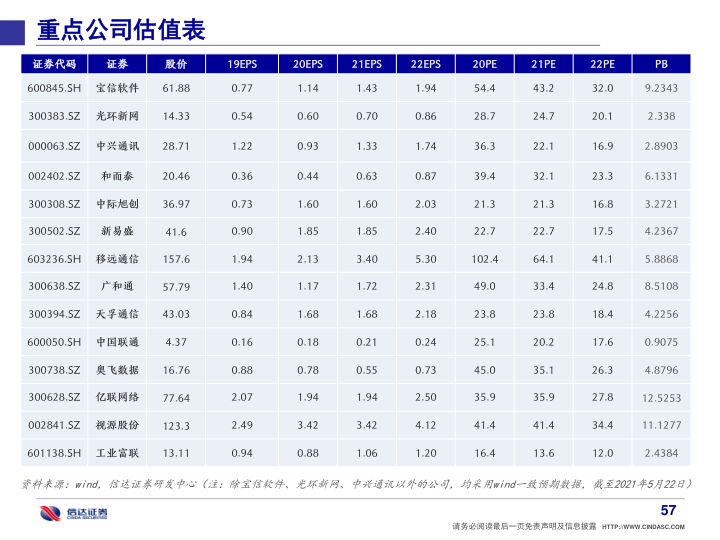 重点公司估值表
证券代码 证券 股价 19EPS 20EPS 21EPS 22EPS 20PE 21PE 22PE PB
600845.SH 宝信软件 61.88 0.77 1.14 1.43 1.94 54.4 43.2 32.0 9.2343
300383.SZ 光环新网 14.33 0.54 0.60 0.70 0.86 28.7 24.7 20.1 2.338
000063.SZ 中兴通讯 28.71 1.22 0.93 1.33 1.74 36.3 22.1 16.9 2.8903
002402.SZ 和而泰 20.46 0.36 0.44 0.63 0.87 39.4 32.1 23.3 6.1331
300308.SZ 中际旭创 36.97 0.73 1.60 1.60 2.03 21.3 21.3 16.8 3.2721
300502.SZ 新易盛 41.6 0.90 1.85 1.85 2.40 22.7 22.7 17.5 4.2367
603236.SH 移远通信 157.6 1.94 2.13 3.40 5.30 102.4 64.1 41.1 5.8868
300638.SZ 广和通 57.79 1.40 1.17 1.72 2.31 49.0 33.4 24.8 8.5108
300394.SZ 天孚通信 43.03 0.84 1.68 1.68 2.18 23.8 23.8 18.4 4.2256
600050.SH 中国联通 4.37 0.16 0.18 0.21 0.24 25.1 20.2 17.6 0.9075
300738.SZ 奥飞数据 16.76 0.88 0.78 0.55 0.73 45.0 35.1 26.3 4.8796
300628.SZ 亿联网络 77.64 2.07 1.94 1.94 2.50 35.9 35.9 27.8 12.5253
002841.SZ 视源股份 123.3 2.49 3.42 3.42 4.12 41.4 41.4 34.4 11.1277
601138.SH 工业富联 13.11 0.94 0.88 1.06 1.20 16.4 13.6 12.0 2.4384
资料来源：wind，信达证券研发中心（注：除宝信软件、光环新网、中兴通讯以外的公司，均采用wind一致预期数据，截至2021年5月22日）
信达证券
CINDA SECURITIES
57
请务必阅读最后一页免责声明及信息披露 HTTP://WWW.CINDASC.COM